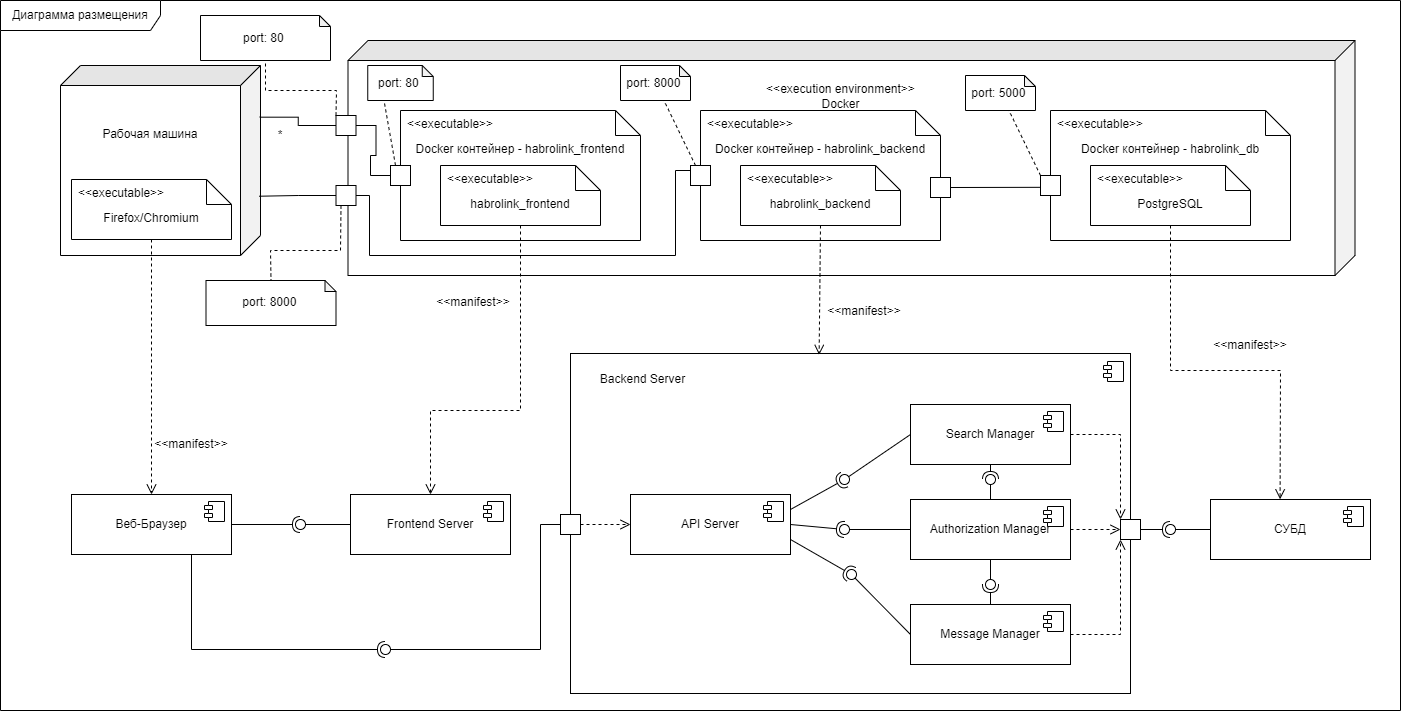 Диаграмма размещения
port: 80
port: 80
port: 8000
<<execution environment>>
Docker
port: 5000
Рабочая машина
*
<<executable>>
Firefox/Chromium
<<executable>>
Docker контейнер - habrolink_frontend
<<executable>>
habrolink_frontend
<<executable>>
Docker контейнер - habrolink_backend
<<executable>>
habrolink_backend
<<executable>>
Docker контейнер - habrolink_db
<<executable>>
PostgreSQL
port: 8000
<<manifest>>
<<manifest>>
<<manifest>>
<<manifest>>
Backend Server
Search Manager
Веб-Браузер
Frontend Server
API Server
Authorization Manager
СУБД
Message Manager